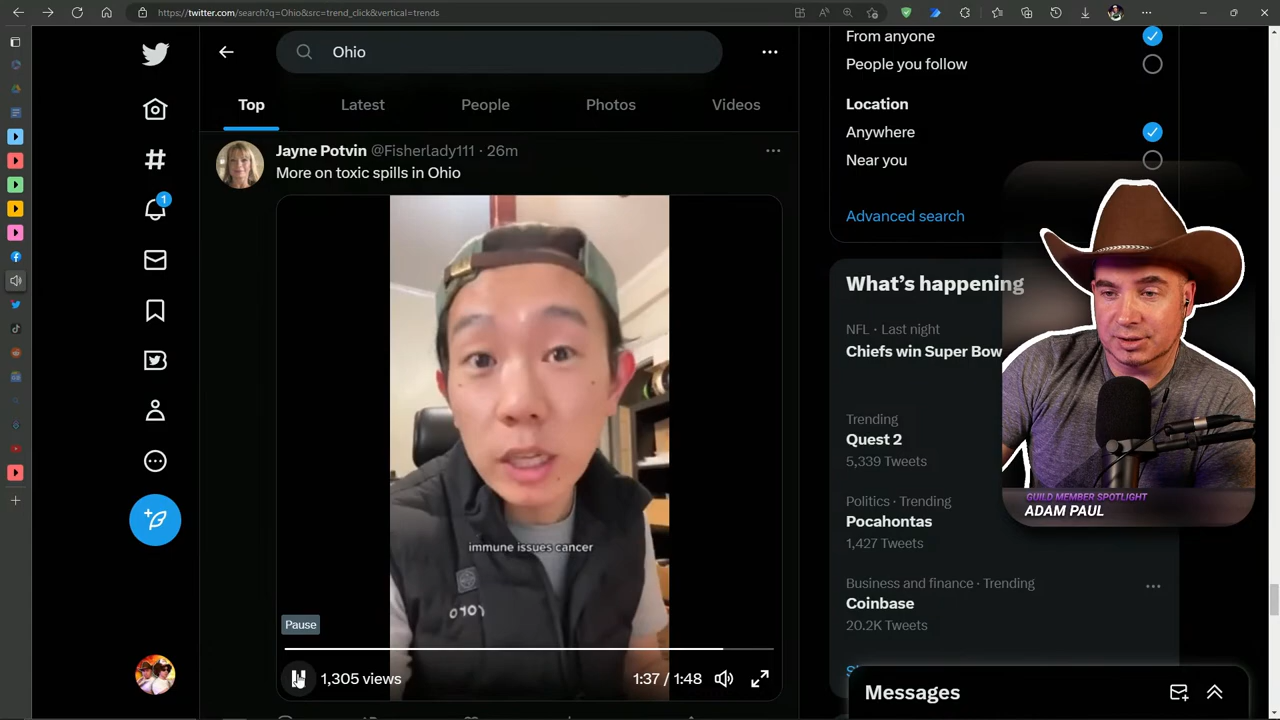 https://twitter.com/search?q=Ohio&src=trend_click&vertical=trends
Ohio
Top
Latest
People
Photos
Videos
Jayne Potvin @Fisherlady111 · 26m
More on toxic spills in Ohio
immune issues cancer
Pause
1,305 views
1:37 / 1:48
1
From anyone
People you follow
Location
Anywhere
Near you
Advanced search
What's happening
NFL · Last night
Chiefs win Super Bow
Trending
Quest 2
5,339 Tweets
Politics · Trending
Pocahontas
1,427 Tweets
Business and finance · Trending
Coinbase
20.2K Tweets
GUILD MEMBER SPOTLIGHT
ADAM PAUL
Messages